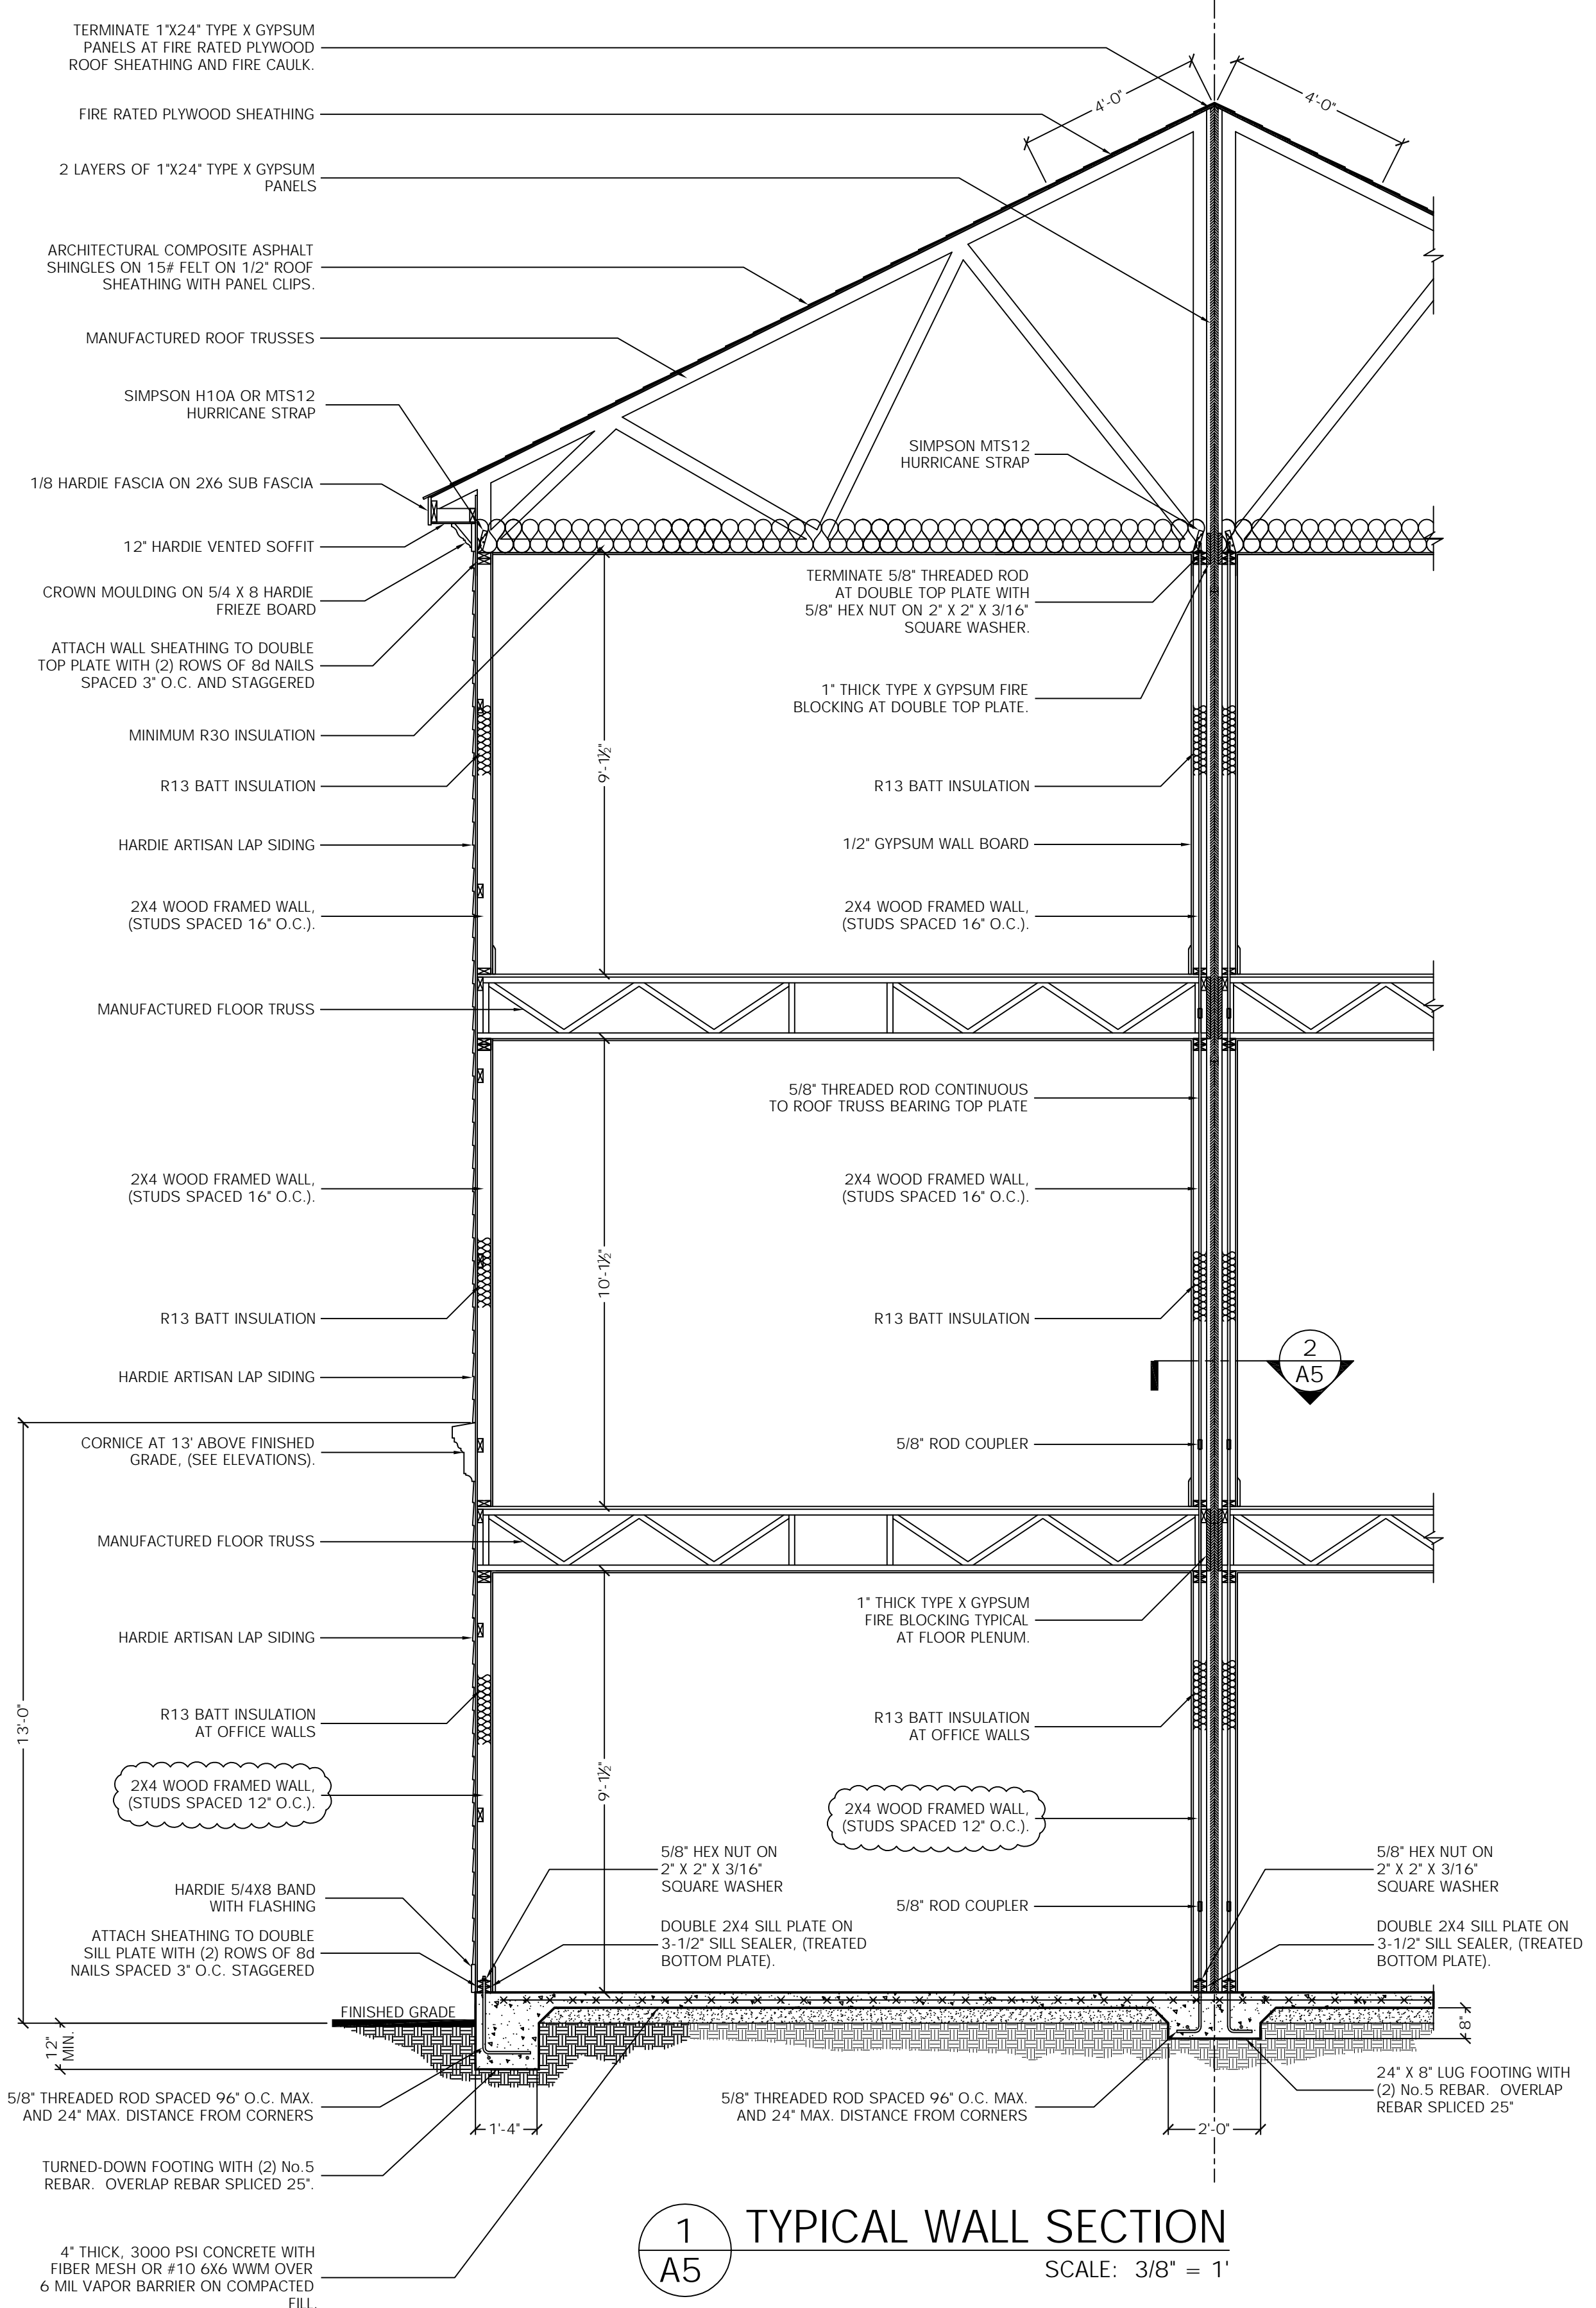 TERMINATE 1"X24" TYPE X GYPSUM
PANELS AT FIRE RATED PLYWOOD
ROOF SHEATHING AND FIRE CAULK.
4'-0"
4'-0"
FIRE RATED PLYWOOD SHEATHING
2 LAYERS OF 1"X24" TYPE X GYPSUM
PANELS
ARCHITECTURAL COMPOSITE ASPHALT
SHINGLES ON 15# FELT ON 1/2" ROOF
SHEATHING WITH PANEL CLIPS.
MANUFACTURED ROOF TRUSSES
SIMPSON H10A OR MTS12
HURRICANE STRAP
SIMPSON MTS12
HURRICANE STRAP
1/8 HARDIE FASCIA ON 2X6 SUB FASCIA
12" HARDIE VENTED SOFFIT
CROWN MOULDING ON 5/4 X 8 HARDIE
FRIEZE BOARD
TERMINATE 5/8" THREADED ROD
AT DOUBLE TOP PLATE WITH
5/8" HEX NUT ON 2" X 2" X 3/16"
SQUARE WASHER.
ATTACH WALL SHEATHING TO DOUBLE
TOP PLATE WITH (2) ROWS OF 8d NAILS
SPACED 3" O.C. AND STAGGERED
1" THICK TYPE X GYPSUM FIRE
BLOCKING AT DOUBLE TOP PLATE.
MINIMUM R30 INSULATION
9'-1½"
R13 BATT INSULATION
R13 BATT INSULATION
HARDIE ARTISAN LAP SIDING
1/2" GYPSUM WALL BOARD
2X4 WOOD FRAMED WALL,
(STUDS SPACED 16" O.C.).
2X4 WOOD FRAMED WALL,
(STUDS SPACED 16" O.C.).
MANUFACTURED FLOOR TRUSS
5/8" THREADED ROD CONTINUOUS
TO ROOF TRUSS BEARING TOP PLATE
2X4 WOOD FRAMED WALL,
(STUDS SPACED 16" O.C.).
2X4 WOOD FRAMED WALL,
(STUDS SPACED 16" O.C.).
10'-1½"
R13 BATT INSULATION
R13 BATT INSULATION
2
A5
HARDIE ARTISAN LAP SIDING
CORNICE AT 13' ABOVE FINISHED
GRADE, (SEE ELEVATIONS).
5/8" ROD COUPLER
MANUFACTURED FLOOR TRUSS
1" THICK TYPE X GYPSUM
FIRE BLOCKING TYPICAL
AT FLOOR PLENUM.
HARDIE ARTISAN LAP SIDING
13'-0"
R13 BATT INSULATION
AT OFFICE WALLS
R13 BATT INSULATION
AT OFFICE WALLS
9'-1½"
2X4 WOOD FRAMED WALL,
(STUDS SPACED 12" O.C.).
2X4 WOOD FRAMED WALL,
(STUDS SPACED 12" O.C.).
5/8" HEX NUT ON
2" X 2" X 3/16"
SQUARE WASHER
5/8" HEX NUT ON
2" X 2" X 3/16"
SQUARE WASHER
HARDIE 5/4X8 BAND
WITH FLASHING
5/8" ROD COUPLER
ATTACH SHEATHING TO DOUBLE
SILL PLATE WITH (2) ROWS OF 8d
NAILS SPACED 3" O.C. STAGGERED
DOUBLE 2X4 SILL PLATE ON
3-1/2" SILL SEALER, (TREATED
BOTTOM PLATE).
DOUBLE 2X4 SILL PLATE ON
3-1/2" SILL SEALER, (TREATED
BOTTOM PLATE).
FINISHED GRADE
12"
MIN.
8"
5/8" THREADED ROD SPACED 96" O.C. MAX.
AND 24" MAX. DISTANCE FROM CORNERS
5/8" THREADED ROD SPACED 96" O.C. MAX.
AND 24" MAX. DISTANCE FROM CORNERS
24" X 8" LUG FOOTING WITH
(2) No.5 REBAR. OVERLAP
REBAR SPLICED 25"
1'-4"
2'-0"
TURNED-DOWN FOOTING WITH (2) No.5
REBAR. OVERLAP REBAR SPLICED 25".
4" THICK, 3000 PSI CONCRETE WITH
FIBER MESH OR #10 6X6 WWM OVER
6 MIL VAPOR BARRIER ON COMPACTED
FILL.
1
A5
TYPICAL WALL SECTION
SCALE: 3/8" = 1'